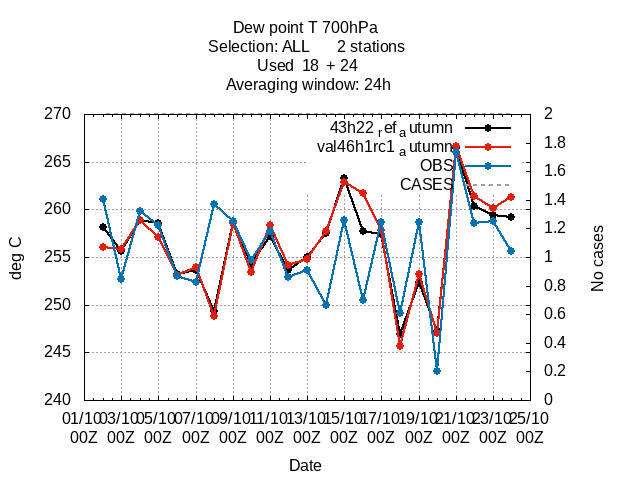 Dew point T 700hPa
Selection: ALL      2 stations
Used  18  + 24
Averaging window: 24h
270 2
43h22 ref autumn
val46h1rc1 autumn
OBS
CASES
265 260 255 250 245 240
1.8 1.6 1.4 1.2 1 0.8 0.6 0.4 0.2 0
deg C
No cases
01/10 03/10 05/10 07/10 09/10 11/10 13/10 15/10 17/10 19/10 21/10 23/10 25/10
00Z 00Z 00Z 00Z 00Z 00Z 00Z 00Z 00Z 00Z 00Z 00Z 00Z
Date